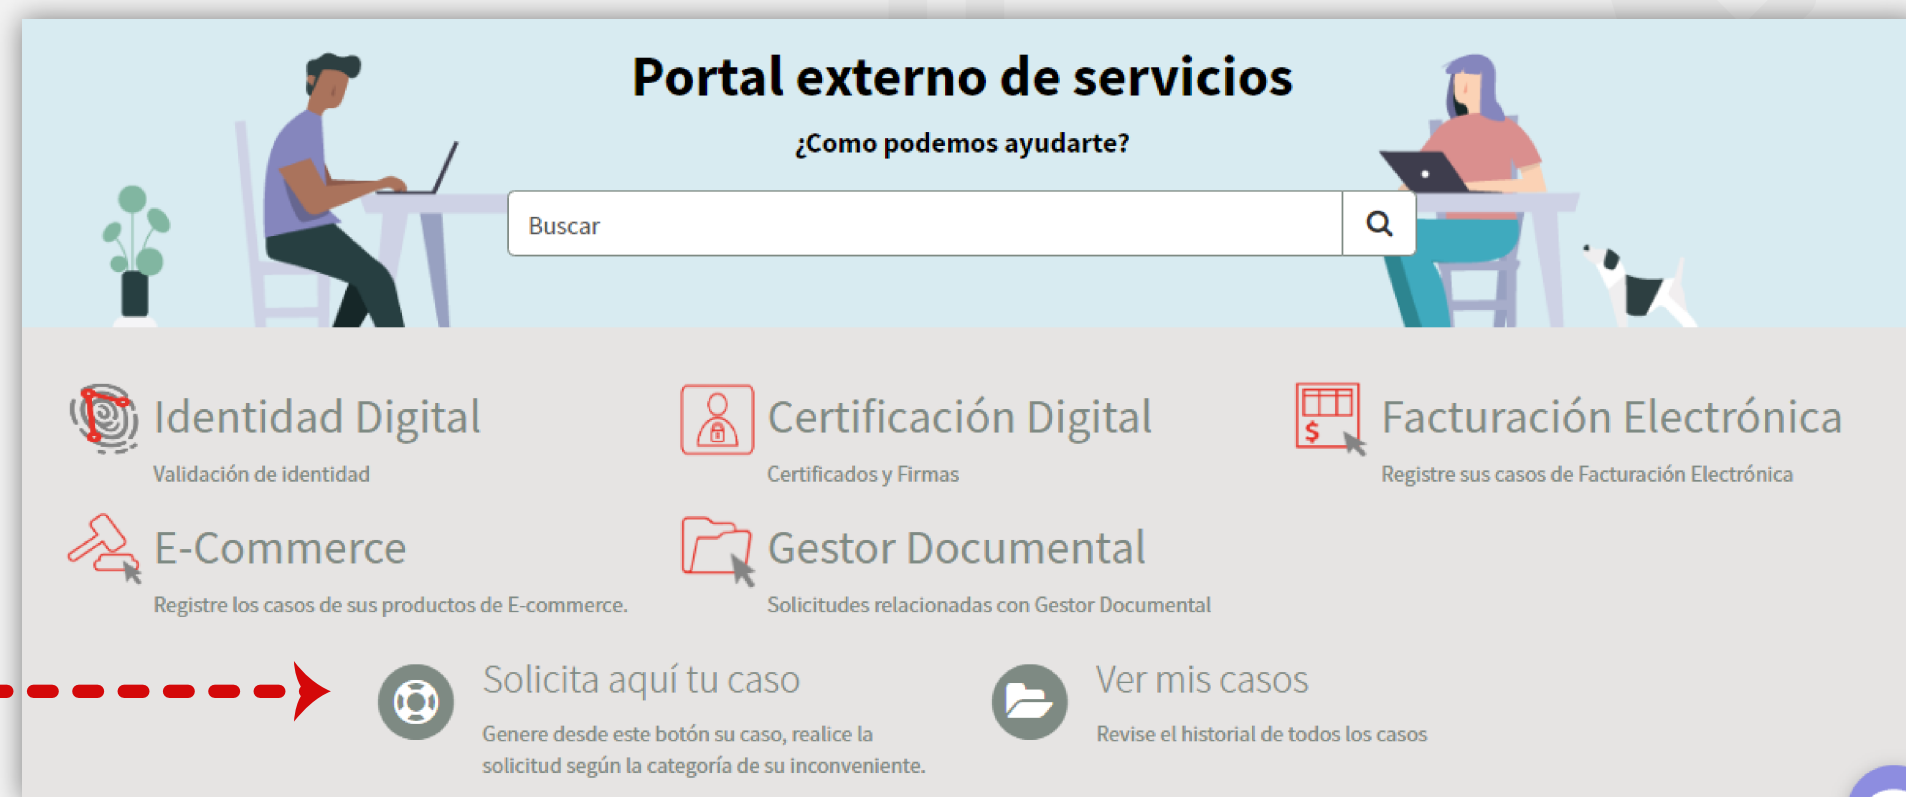 Portal externo de servicios
¿Como podemos ayudarte?
Buscar
Identidad Digital
Validación de identidad
Certificación Digital
Certificados y Firmas
Facturación Electrónica
Registre sus casos de Facturación Electrónica
E-Commerce
Registre los casos de sus productos de E-commerce.
Gestor Documental
Solicitudes relacionadas con Gestor Documental
Solicita aquí tu caso
Genere desde este botón su caso, realice la
solicitud según la categoría de su inconveniente.
Ver mis casos
Revise el historial de todos los casos